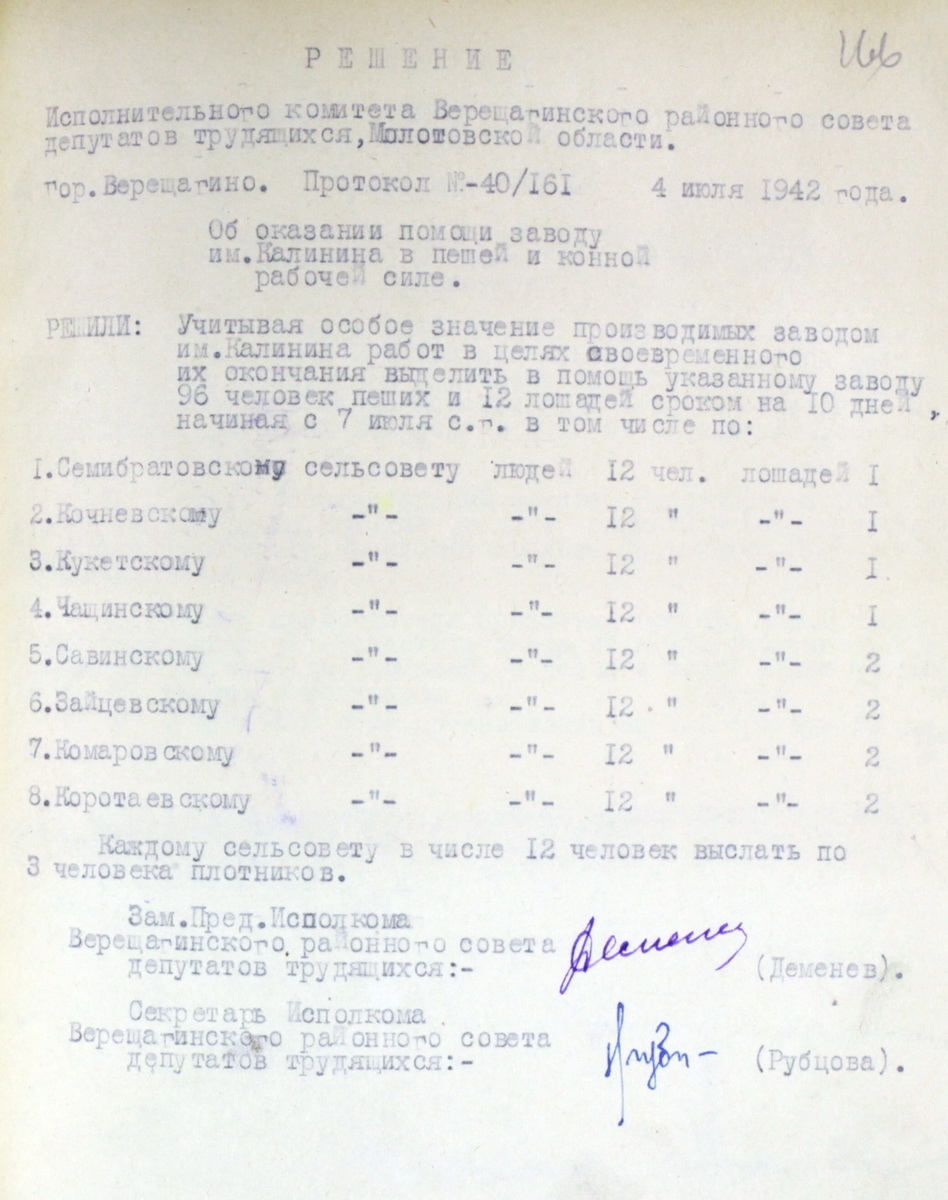 166
РЕШЕНИЕ
Исполнительного комитета Верещагинского районного совета
депутатов трудящихся, Молотовской области.
гор.Верещагино. Протокол №-40/161 4 июля 1942 года.
Об оказании помощи заводу
им.Калинина в пешей и конной
рабочей силе.
РЕШИЛИ: Учитывая особое значение производимых заводом
им.Калинина работ в целях своевременного
их окончания выделить в помощь указанному заводу
96 человек пеших и 12 лошадей сроком на 10 дней,
начиная с 7 июля с.г. в том числе по:
1.Семибратовскому сельсовету людей 12 чел. лошадей 1
2.Кочневскому -"- -"- 12 " -"- 1
3.Кукетскому -"- -"- 12 " -"- 1
4.Чащинскому -"- -"- 12 " -"- 1
5.Савинскому -"- -"- 12 " -"- 2
6.Зайцевскому -"- -"- 12 " -"- 2
7.Комаровскому -"- -"- 12 " -"- 2
8.Коротаевскому -"- -"- 12 " -"- 2
Каждому сельсовету в числе 12 человек выслать по
3 человека плотников.
Зам.Пред.Исполкома
Верещагинского районного совета
депутатов трудящихся:- (Деменев).
Секретарь Исполкома
Верещагинского районного совета
депутатов трудящихся:- (Рубцова).